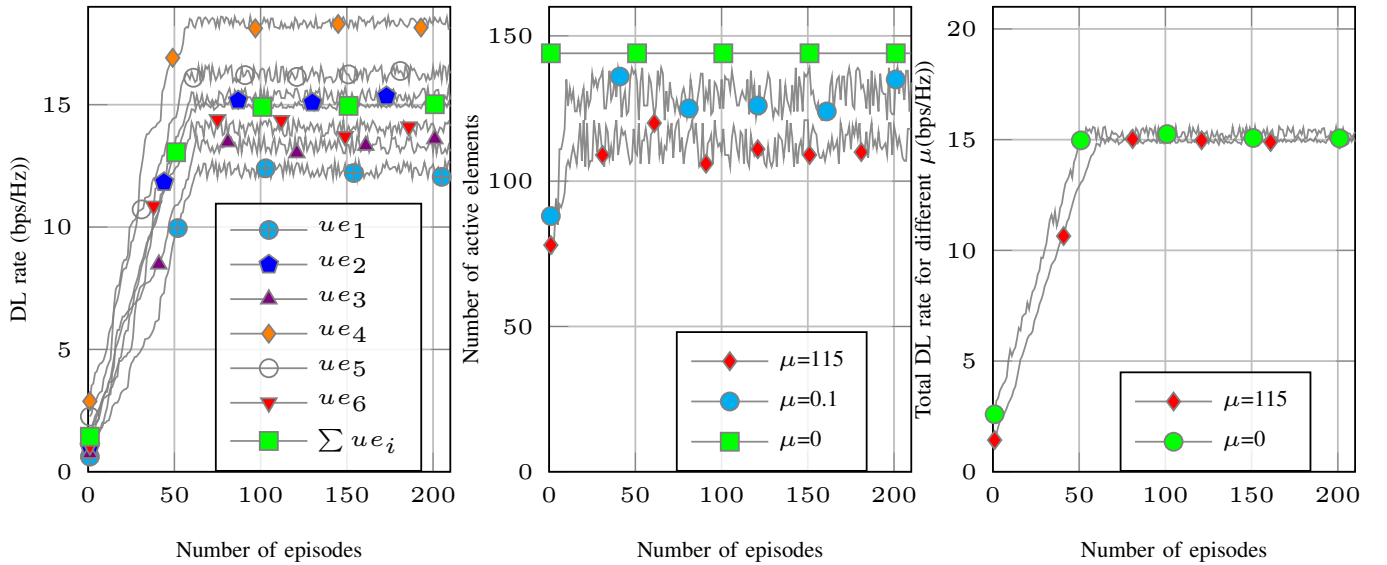 DL rate (bps/Hz))
15
10
5
0
0 50 100 150 200
Number of episodes
ue1
ue2
ue3
ue4
ue5
ue6
∑ uei
Number of active elements
150
100
50
0
0 50 100 150 200
Number of episodes
μ=115
μ=0.1
μ=0
Total DL rate for different μ(bps/Hz))
20
15
10
5
0
0 50 100 150 200
Number of episodes
μ=115
μ=0